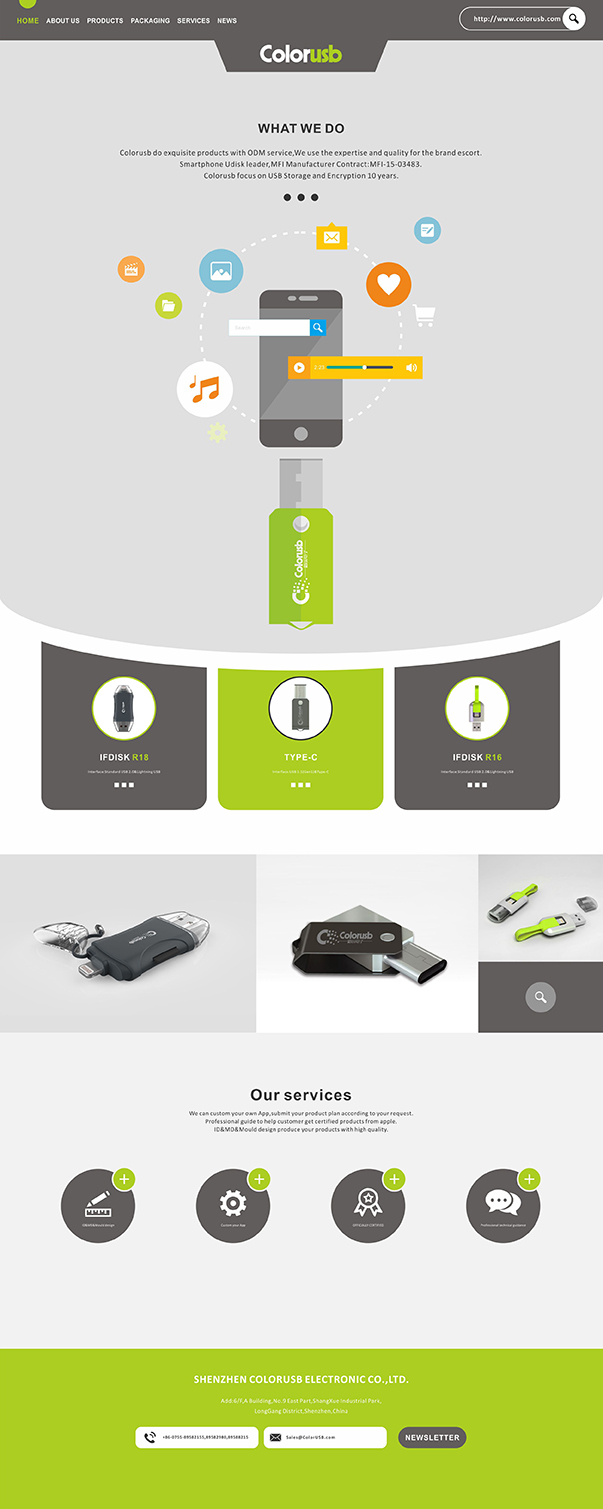 HOME ABOUT US PRODUCTS PACKAGING SERVICES NEWS
http://www.colorusb.com
Colorusb
WHAT WE DO
Colorusb do exquisite products with ODM service,We use the expertise and quality for the brand escort.
Smartphone Udisk leader,MFI Manufacturer Contract:MFI-15-03483.
Colorusb focus on USB Storage and Encryption 10 years.
Search
2:23
Colorusb
IFDISK R18
TYPE-C
IFDISK R16
Interface:Standard USB 2.0&Lightning USB
Interface:Standard USB 2.0&Lightning USB
Colorusb
Colorusb
Our services
We can custom your own App,submit your product plan according to your request.
Professional guide to help customer get certified products from apple.
ID&MD&Mould design produce your products with high quality.
ID&MD&Mould design
Custom your App
OFFICIALLY CERTIFIED
Professional technical guidance
SHENZHEN COLORUSB ELECTRONIC CO.,LTD.
Add:6/F,A Building,No.9 East Part,ShangXue Industrial Park,
LongGang District,Shenzhen,China
+86-0755-89582155,89582980,89588215
Sales@ColorUSB.com
NEWSLETTER